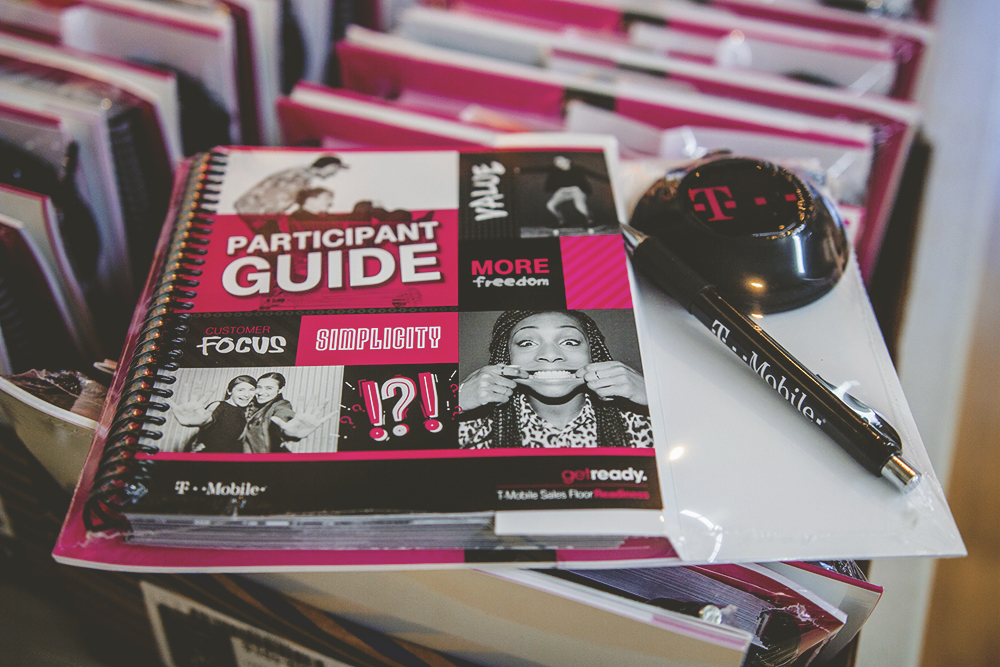 PARTICIPANT
GUIDE
VALUE
MORE
freedom
CUSTOMER
FOCUS
SIMPLICITY
!?!
T··Mobile·
getready.
T-Mobile Sales Floor Readiness
T··
T··Mobile·